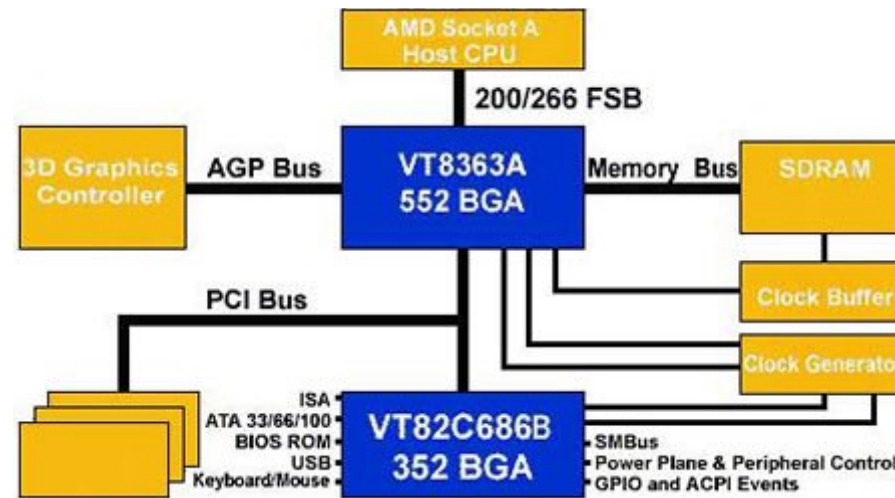 AMD Socket A
Host CPU
200/266 FSB
3D Graphics
Controller
AGP Bus
VT8363A
552 BGA
Memory Bus
SDRAM
Clock Buffer
PCI Bus
Clock Generato
ISA
ATA 33/66/100
BIOS ROM
USB
Keyboard/Mouse
VT82C686B
352 BGA
SMBus
Power Plane & Peripheral Control
GPIO and ACPI Events